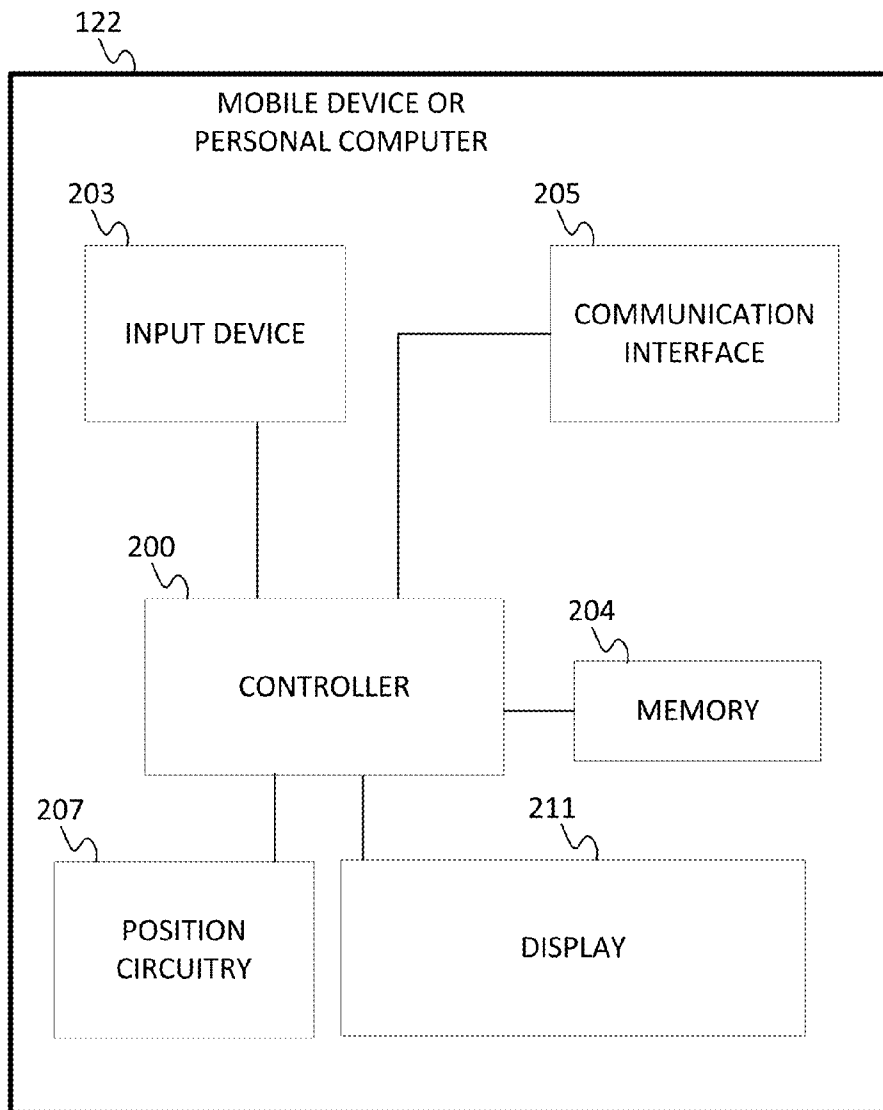 122
MOBILE DEVICE OR
PERSONAL COMPUTER
203
205
INPUT DEVICE
COMMUNICATION
INTERFACE
200
204
CONTROLLER
MEMORY
207
211
POSITION
CIRCUITRY
DISPLAY